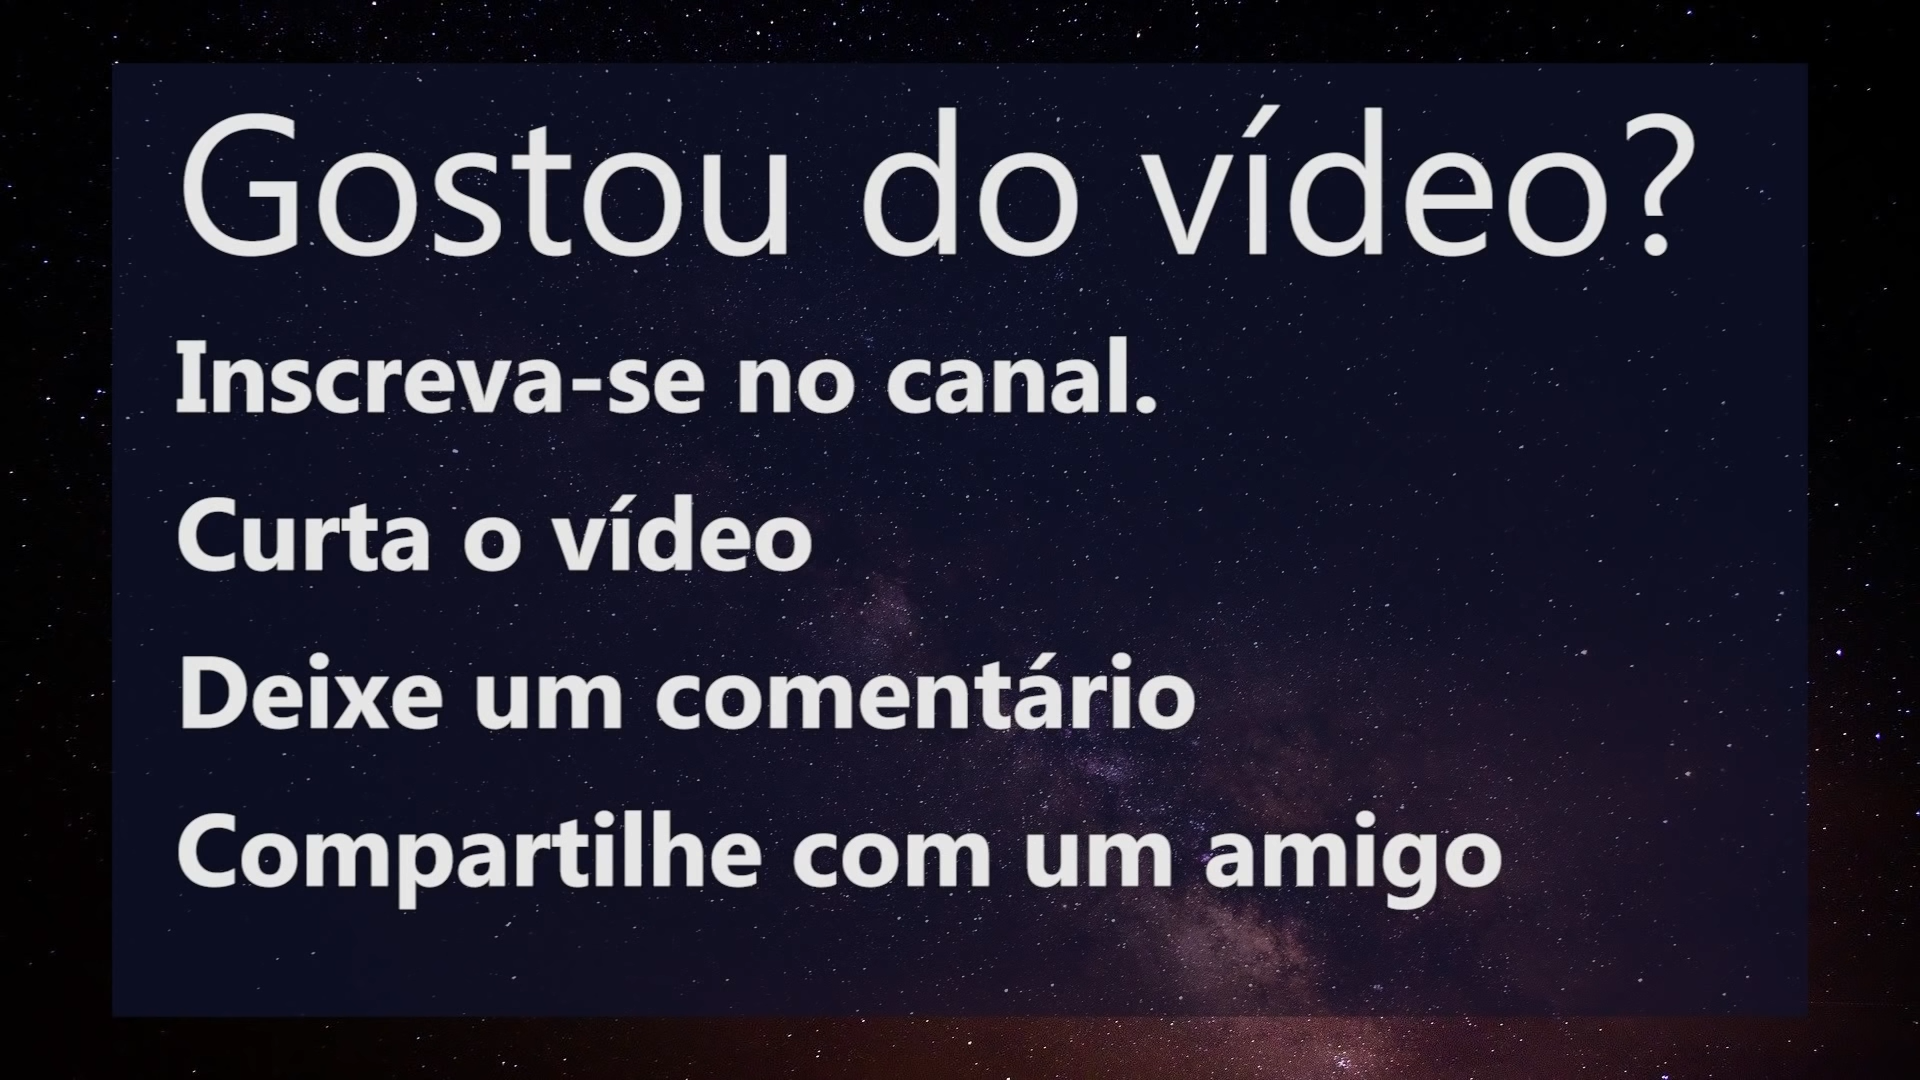 Gostou do vídeo?
Inscreva-se no canal.
Curta o vídeo
Deixe um comentário
Compartilhe com um amigo